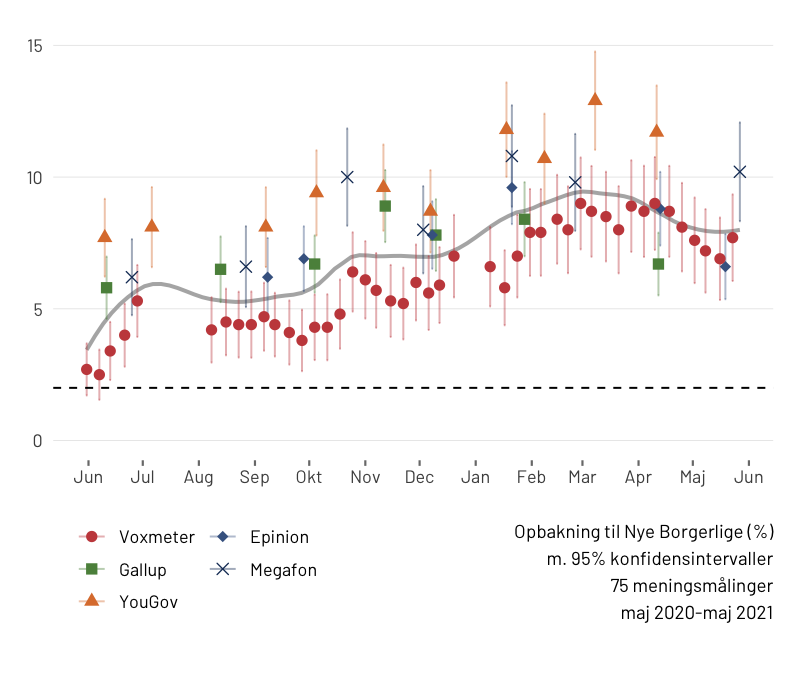 15
10
5
0
Jun Jul Aug Sep Okt Nov Dec Jan Feb Mar Apr Maj Jun
Voxmeter Epinion
Gallup Megafon
YouGov
Opbakning til Nye Borgerlige (%)
m. 95% konfidensintervaller
75 meningsmålinger
maj 2020-maj 2021